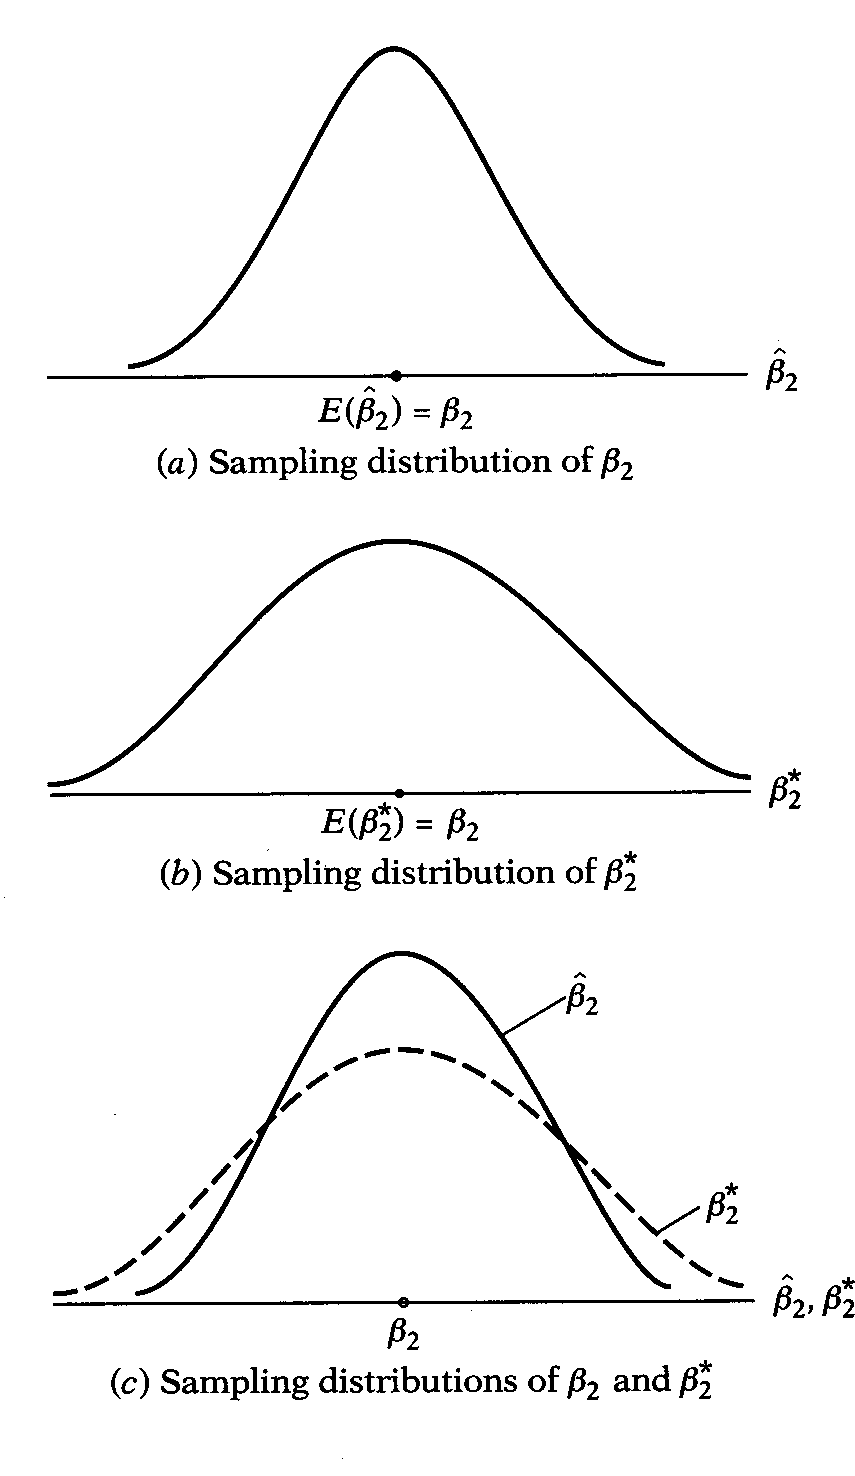 β̂₂
E(β̂₂) = β₂
(a) Sampling distribution of β₂
β₂*
E(β₂*) = β₂
(b) Sampling distribution of β₂*
β̂₂
β₂*
β̂₂, β₂*
β₂
(c) Sampling distributions of β₂ and β₂*